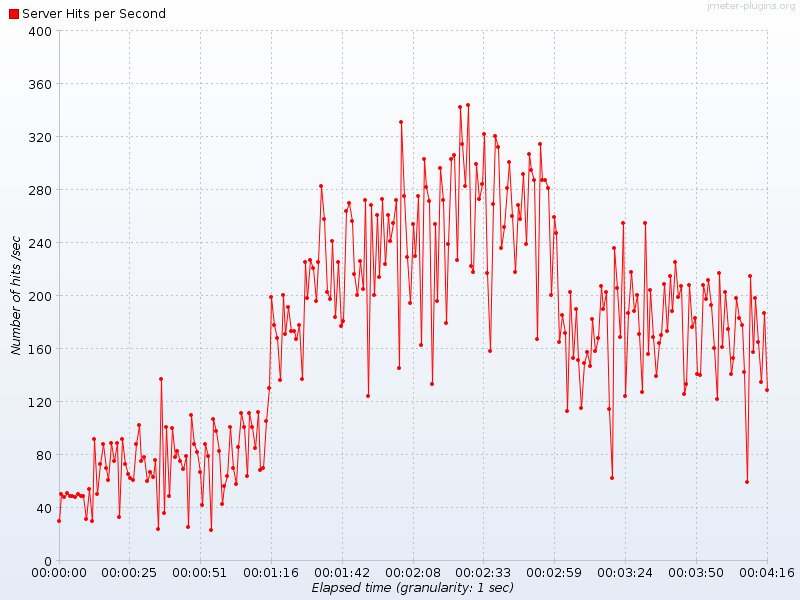 jmeter-plugins.org
Server Hits per Second
400
360
320
280
240
200
160
120
80
40
0
Number of hits /sec
00:00:00 00:00:25 00:00:51 00:01:16 00:01:42 00:02:08 00:02:33 00:02:59 00:03:24 00:03:50 00:04:16
Elapsed time (granularity: 1 sec)